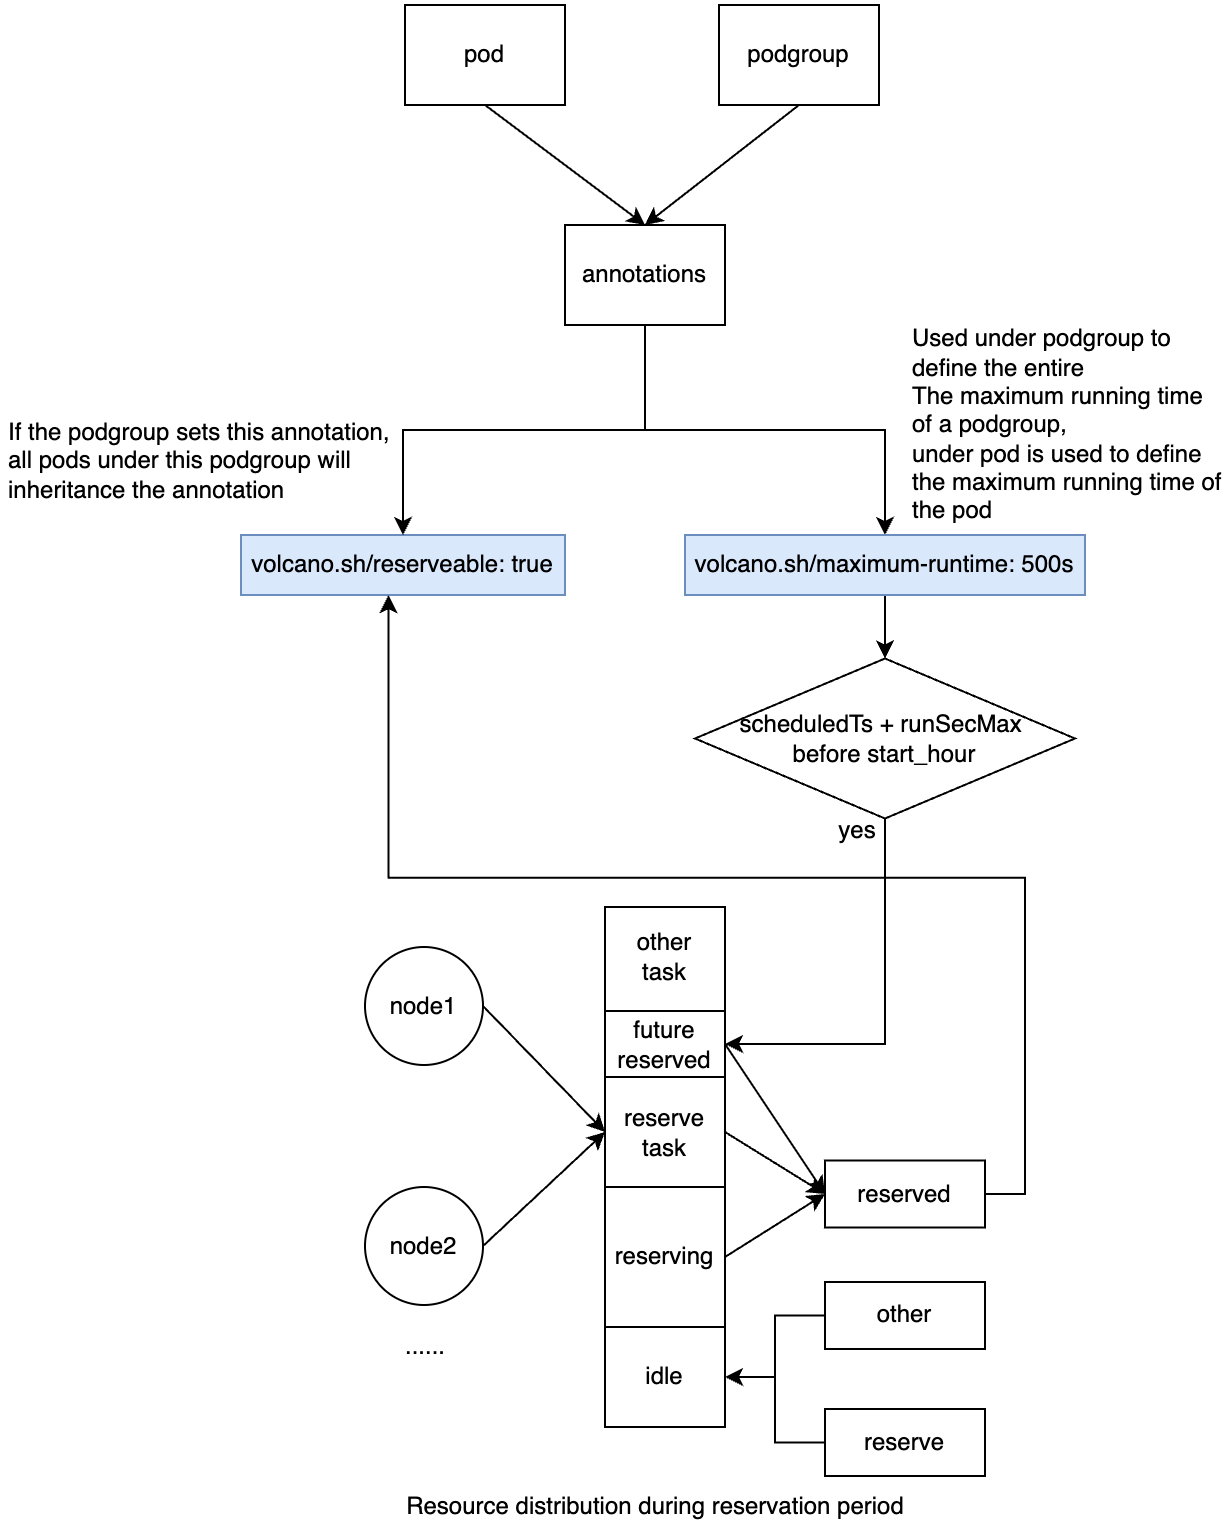 pod
podgroup
annotations
Used under podgroup to
define the entire
The maximum running time
of a podgroup,
under pod is used to define
the maximum running time of
the pod
If the podgroup sets this annotation,
all pods under this podgroup will
inheritance the annotation
volcano.sh/reserveable: true
volcano.sh/maximum-runtime: 500s
scheduledTs + runSecMax
before start_hour
yes
other
task
node1
future
reserved
reserve
task
reserved
node2
reserving
other
......
idle
reserve
Resource distribution during reservation period